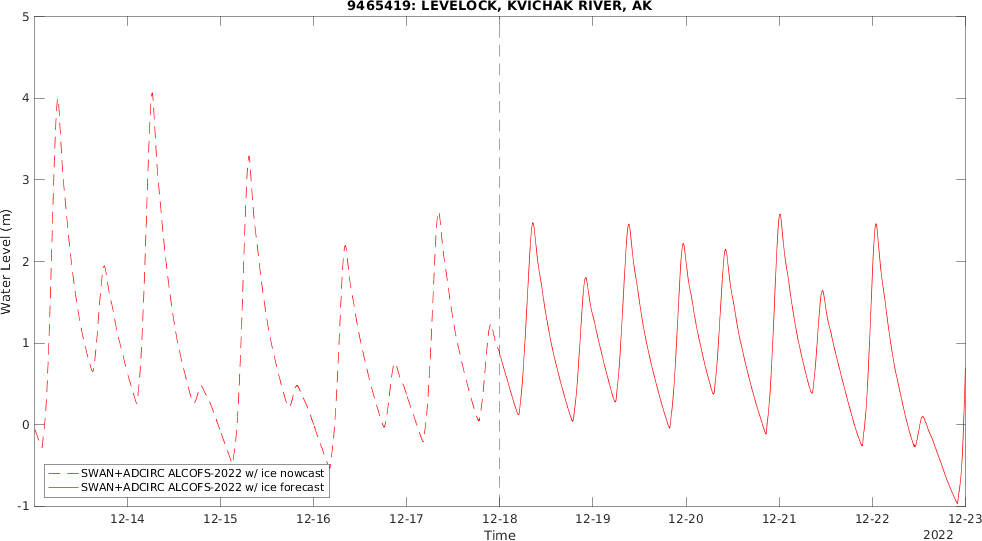 9465419: LEVELOCK, KVICHAK RIVER, AK
5
4
3
2
1
0
-1
Water Level (m)
SWAN+ADCIRC ALCOFS-2022 w/ ice nowcast
SWAN+ADCIRC ALCOFS-2022 w/ ice forecast
12-14 12-15 12-16 12-17 12-18 12-19 12-20 12-21 12-22 12-23
Time
2022